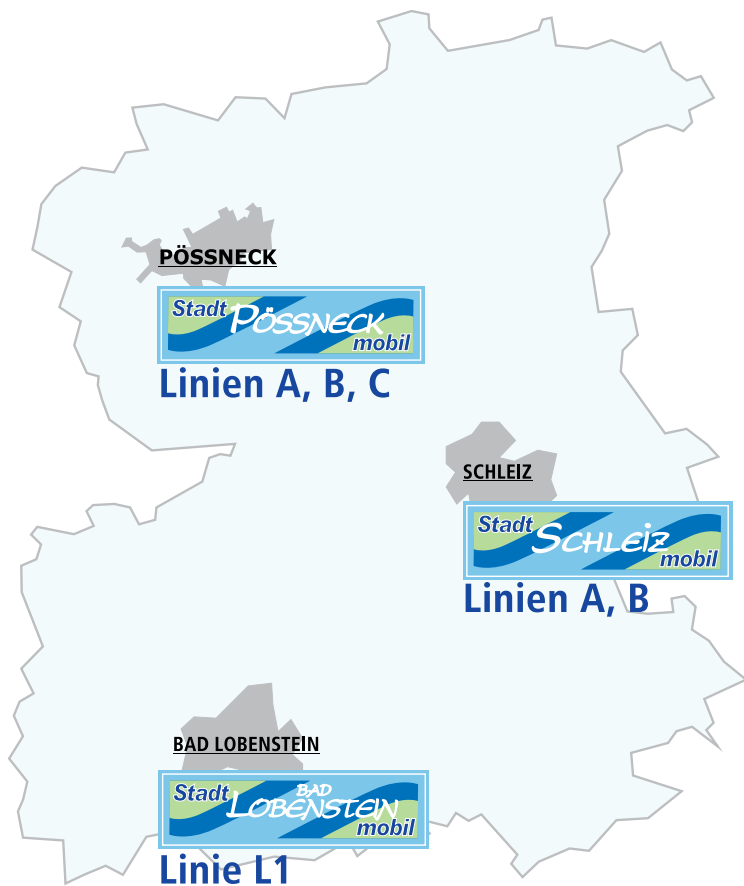 PÖSSNECK
Stadt
PÖSSNECK
mobil
Linien A, B, C
SCHLEIZ
Stadt
SCHLEIZ
mobil
Linien A, B
BAD LOBENSTEIN
Stadt
BAD
LOBENSTEIN
mobil
Linie L1